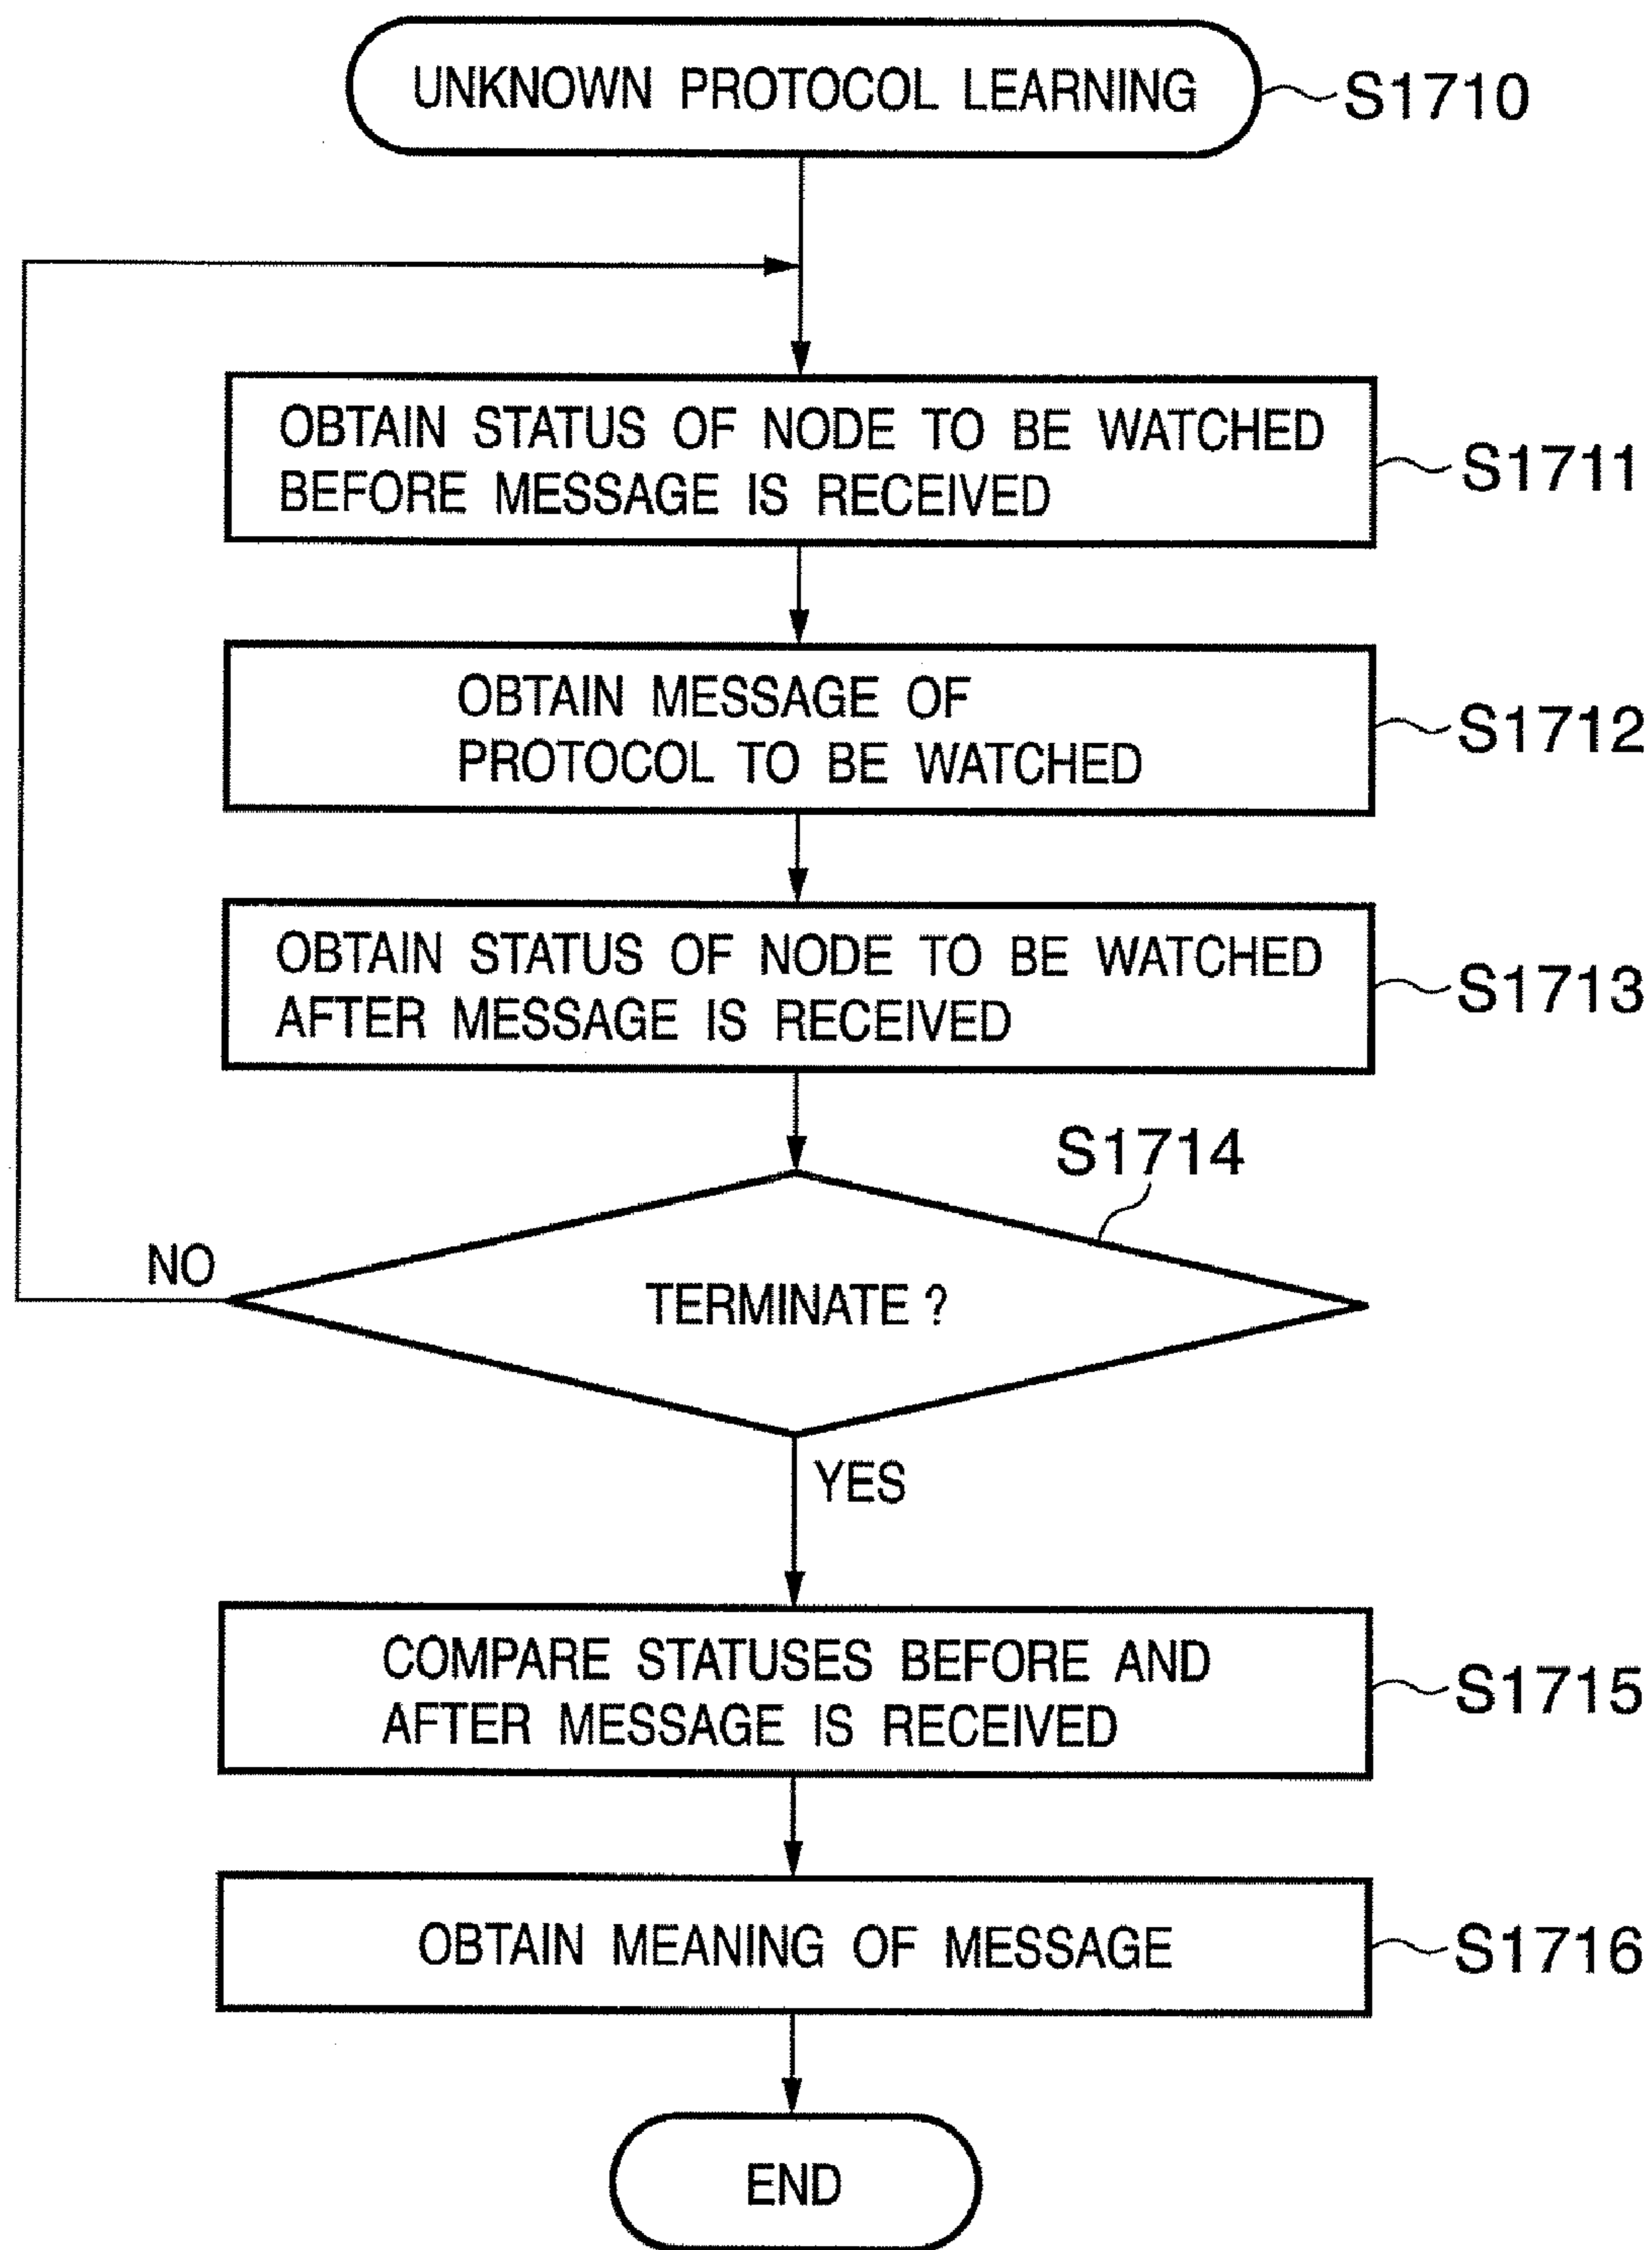 UNKNOWN PROTOCOL LEARNING
S1710
OBTAIN STATUS OF NODE TO BE WATCHED
BEFORE MESSAGE IS RECEIVED
S1711
OBTAIN MESSAGE OF
PROTOCOL TO BE WATCHED
S1712
OBTAIN STATUS OF NODE TO BE WATCHED
AFTER MESSAGE IS RECEIVED
S1713
S1714
NO
TERMINATE ?
YES
COMPARE STATUSES BEFORE AND
AFTER MESSAGE IS RECEIVED
S1715
OBTAIN MEANING OF MESSAGE
S1716
END